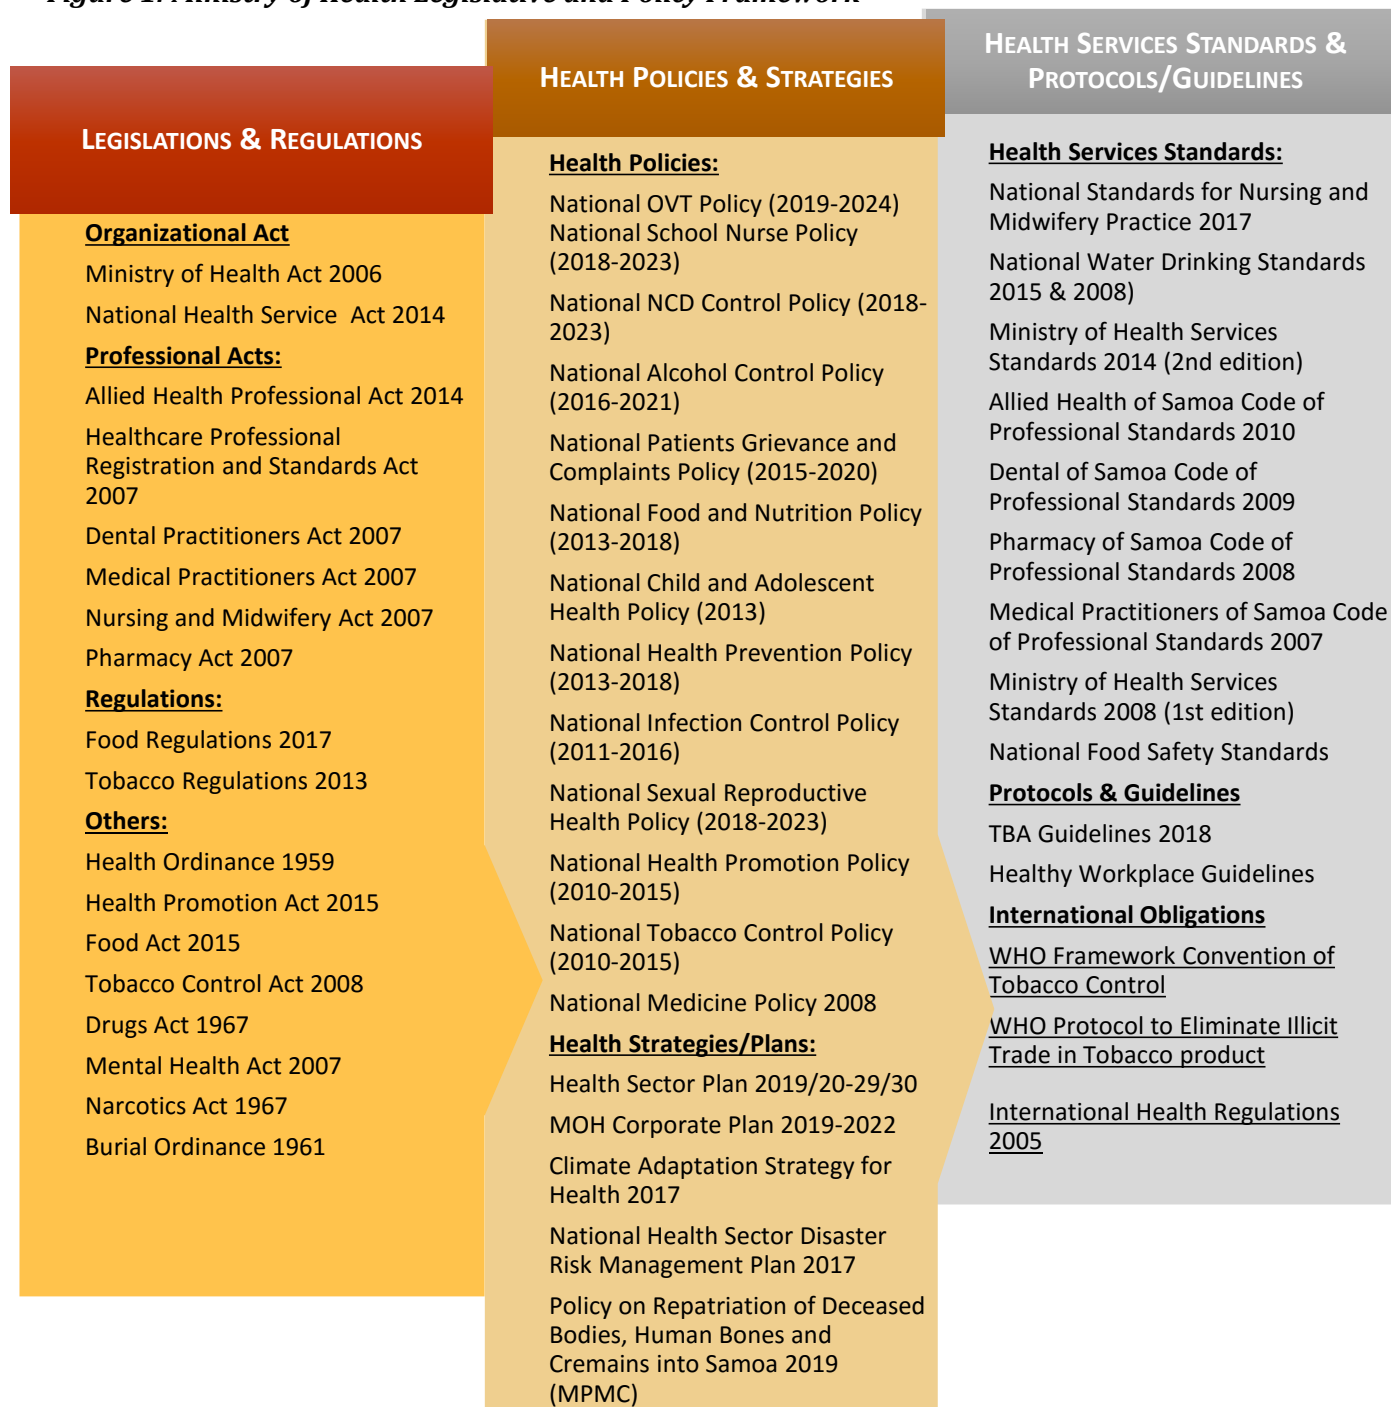 Figure 1: Ministry of Health Legislative and Policy Framework
LEGISLATIONS & REGULATIONS
Organizational Act
Ministry of Health Act 2006
National Health Service  Act 2014
Professional Acts:
Allied Health Professional Act 2014
Healthcare Professional
Registration and Standards Act
2007
Dental Practitioners Act 2007
Medical Practitioners Act 2007
Nursing and Midwifery Act 2007
Pharmacy Act 2007
Regulations:
Food Regulations 2017
Tobacco Regulations 2013
Others:
Health Ordinance 1959
Health Promotion Act 2015
Food Act 2015
Tobacco Control Act 2008
Drugs Act 1967
Mental Health Act 2007
Narcotics Act 1967
Burial Ordinance 1961
HEALTH POLICIES & STRATEGIES
Health Policies:
National OVT Policy (2019-2024)
National School Nurse Policy
(2018-2023)
National NCD Control Policy (2018-
2023)
National Alcohol Control Policy
(2016-2021)
National Patients Grievance and
Complaints Policy (2015-2020)
National Food and Nutrition Policy
(2013-2018)
National Child and Adolescent
Health Policy (2013)
National Health Prevention Policy
(2013-2018)
National Infection Control Policy
(2011-2016)
National Sexual Reproductive
Health Policy (2018-2023)
National Health Promotion Policy
(2010-2015)
National Tobacco Control Policy
(2010-2015)
National Medicine Policy 2008
Health Strategies/Plans:
Health Sector Plan 2019/20-29/30
MOH Corporate Plan 2019-2022
Climate Adaptation Strategy for
Health 2017
National Health Sector Disaster
Risk Management Plan 2017
Policy on Repatriation of Deceased
Bodies, Human Bones and
Cremains into Samoa 2019
(MPMC)
HEALTH SERVICES STANDARDS &
PROTOCOLS/GUIDELINES
Health Services Standards:
National Standards for Nursing and
Midwifery Practice 2017
National Water Drinking Standards
2015 & 2008)
Ministry of Health Services
Standards 2014 (2nd edition)
Allied Health of Samoa Code of
Professional Standards 2010
Dental of Samoa Code of
Professional Standards 2009
Pharmacy of Samoa Code of
Professional Standards 2008
Medical Practitioners of Samoa Code
of Professional Standards 2007
Ministry of Health Services
Standards 2008 (1st edition)
National Food Safety Standards
Protocols & Guidelines
TBA Guidelines 2018
Healthy Workplace Guidelines
International Obligations
WHO Framework Convention of
Tobacco Control
WHO Protocol to Eliminate Illicit
Trade in Tobacco product
International Health Regulations
2005